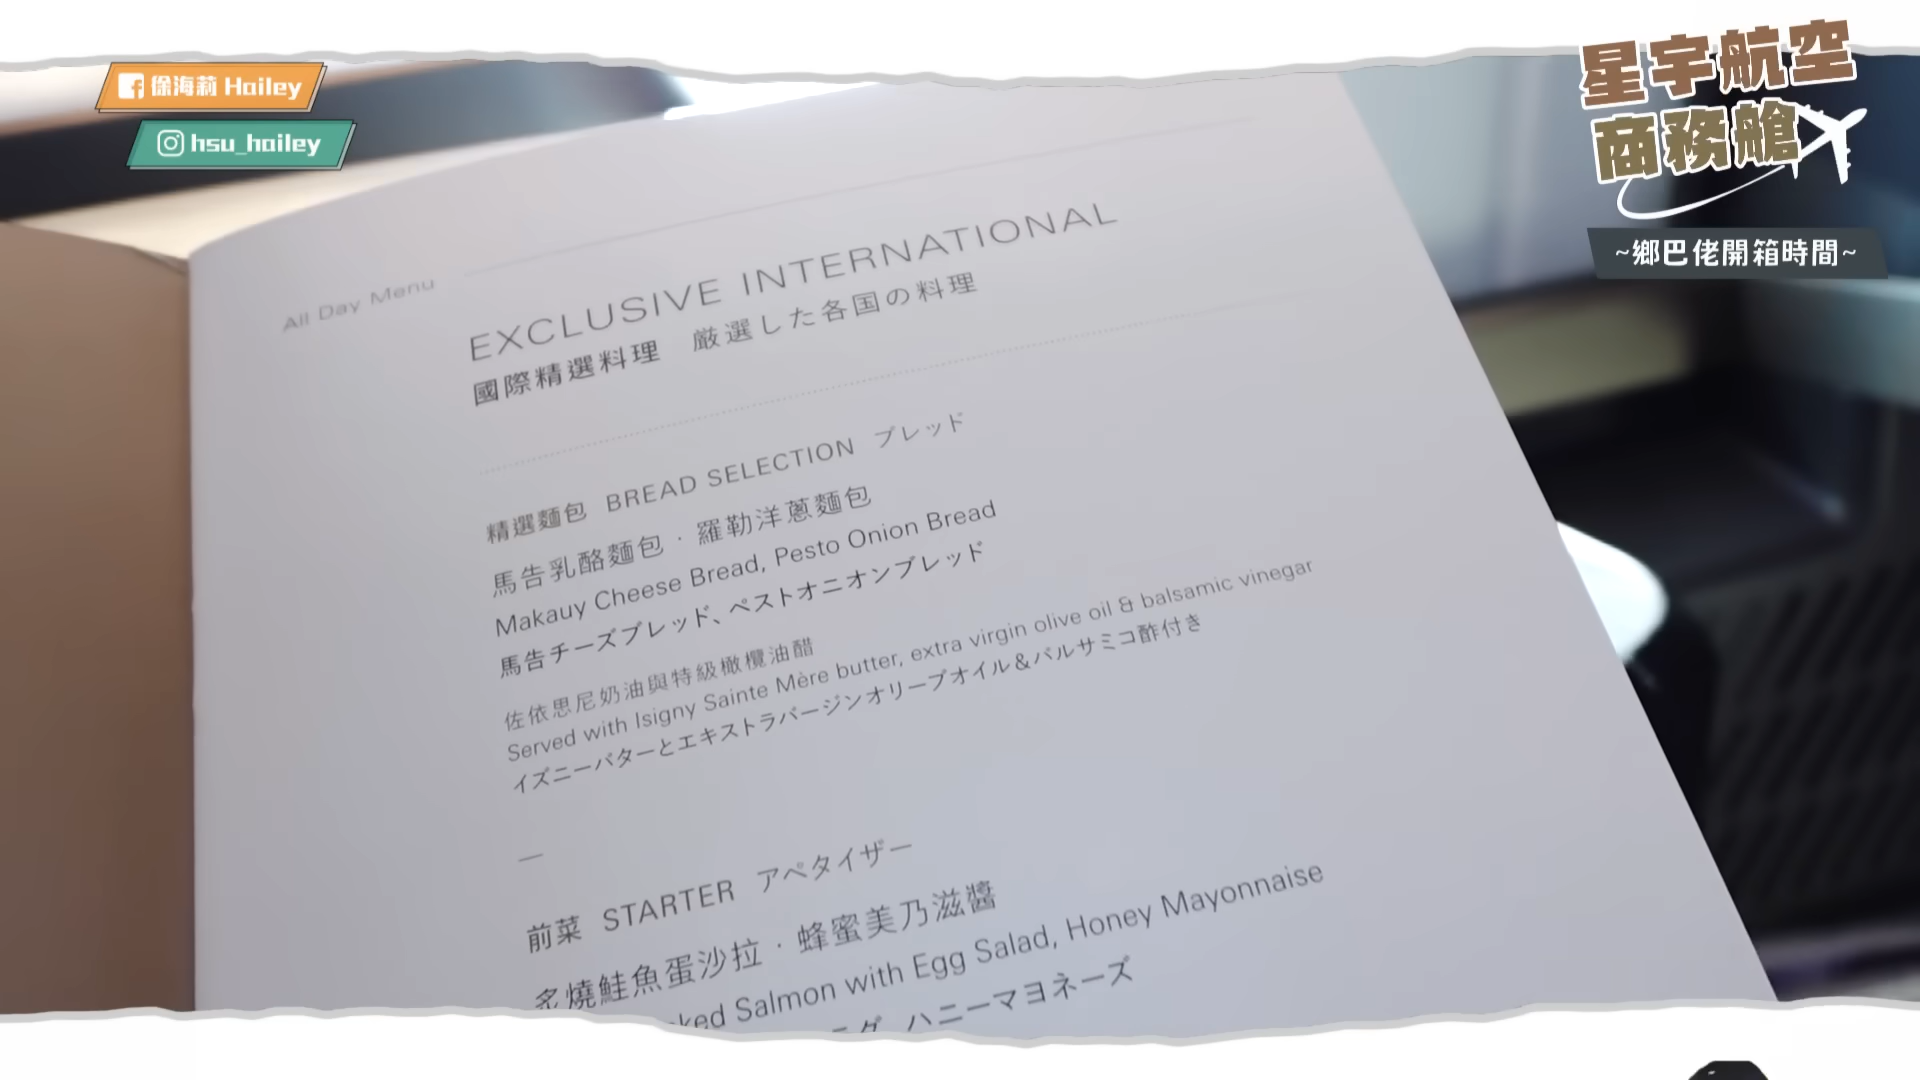 徐海莉 Hailey
hsu_hailey
星宇航空
商務艙
~鄉巴佬開箱時間~
All Day Menu
EXCLUSIVE INTERNATIONAL
國際精選料理 厳選した各国の料理
精選麵包 BREAD SELECTION ブレッド
馬告乳酪麵包·羅勒洋蔥麵包
Makauy Cheese Bread, Pesto Onion Bread
馬告チーズブレッド、ペストオニオンブレッド
佐依思尼奶油與特級橄欖油醋
Served with Isigny Sainte Mère butter, extra virgin olive oil & balsamic vinegar
イズニーバターとエキストラバージンオリーブオイル&バルサミコ酢付き
前菜 STARTER アペタイザー
炙燒鮭魚蛋沙拉·蜂蜜美乃滋醬
Salmon with Egg Salad, Honey Mayonnaise
ハニーマヨネーズ